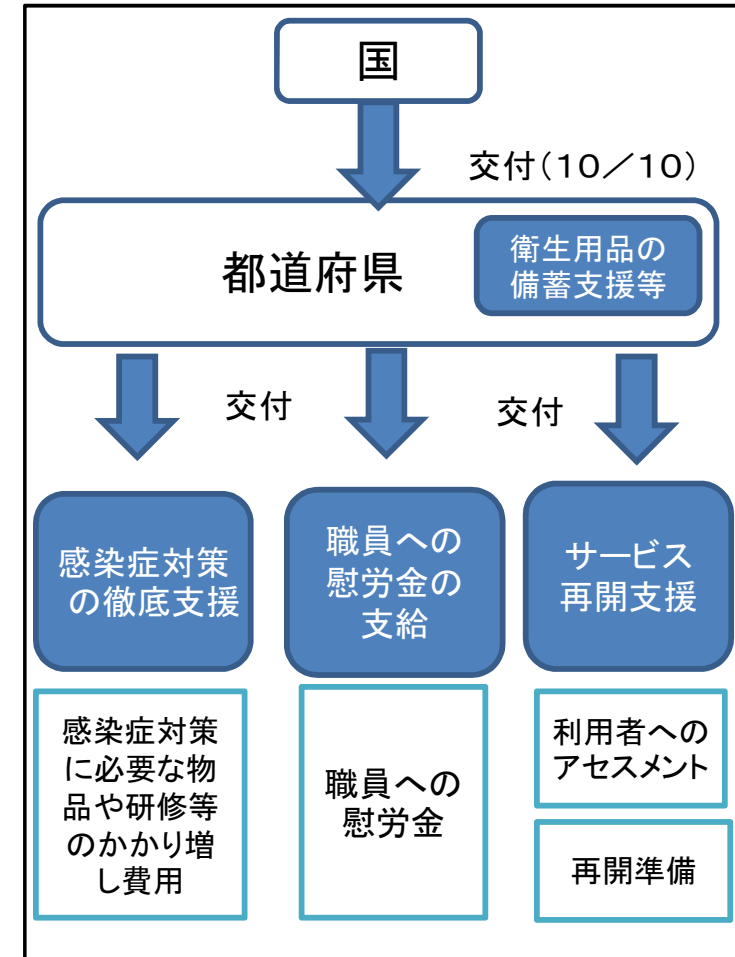 国
交付(10/10)
都道府県
衛生用品の
備蓄支援等
交付
交付
感染症対策
の徹底支援
職員への
慰労金の
支給
サービス
再開支援
感染症対策
に必要な物
品や研修等
のかかり増
し費用
職員への
慰労金
利用者への
アセスメント
再開準備